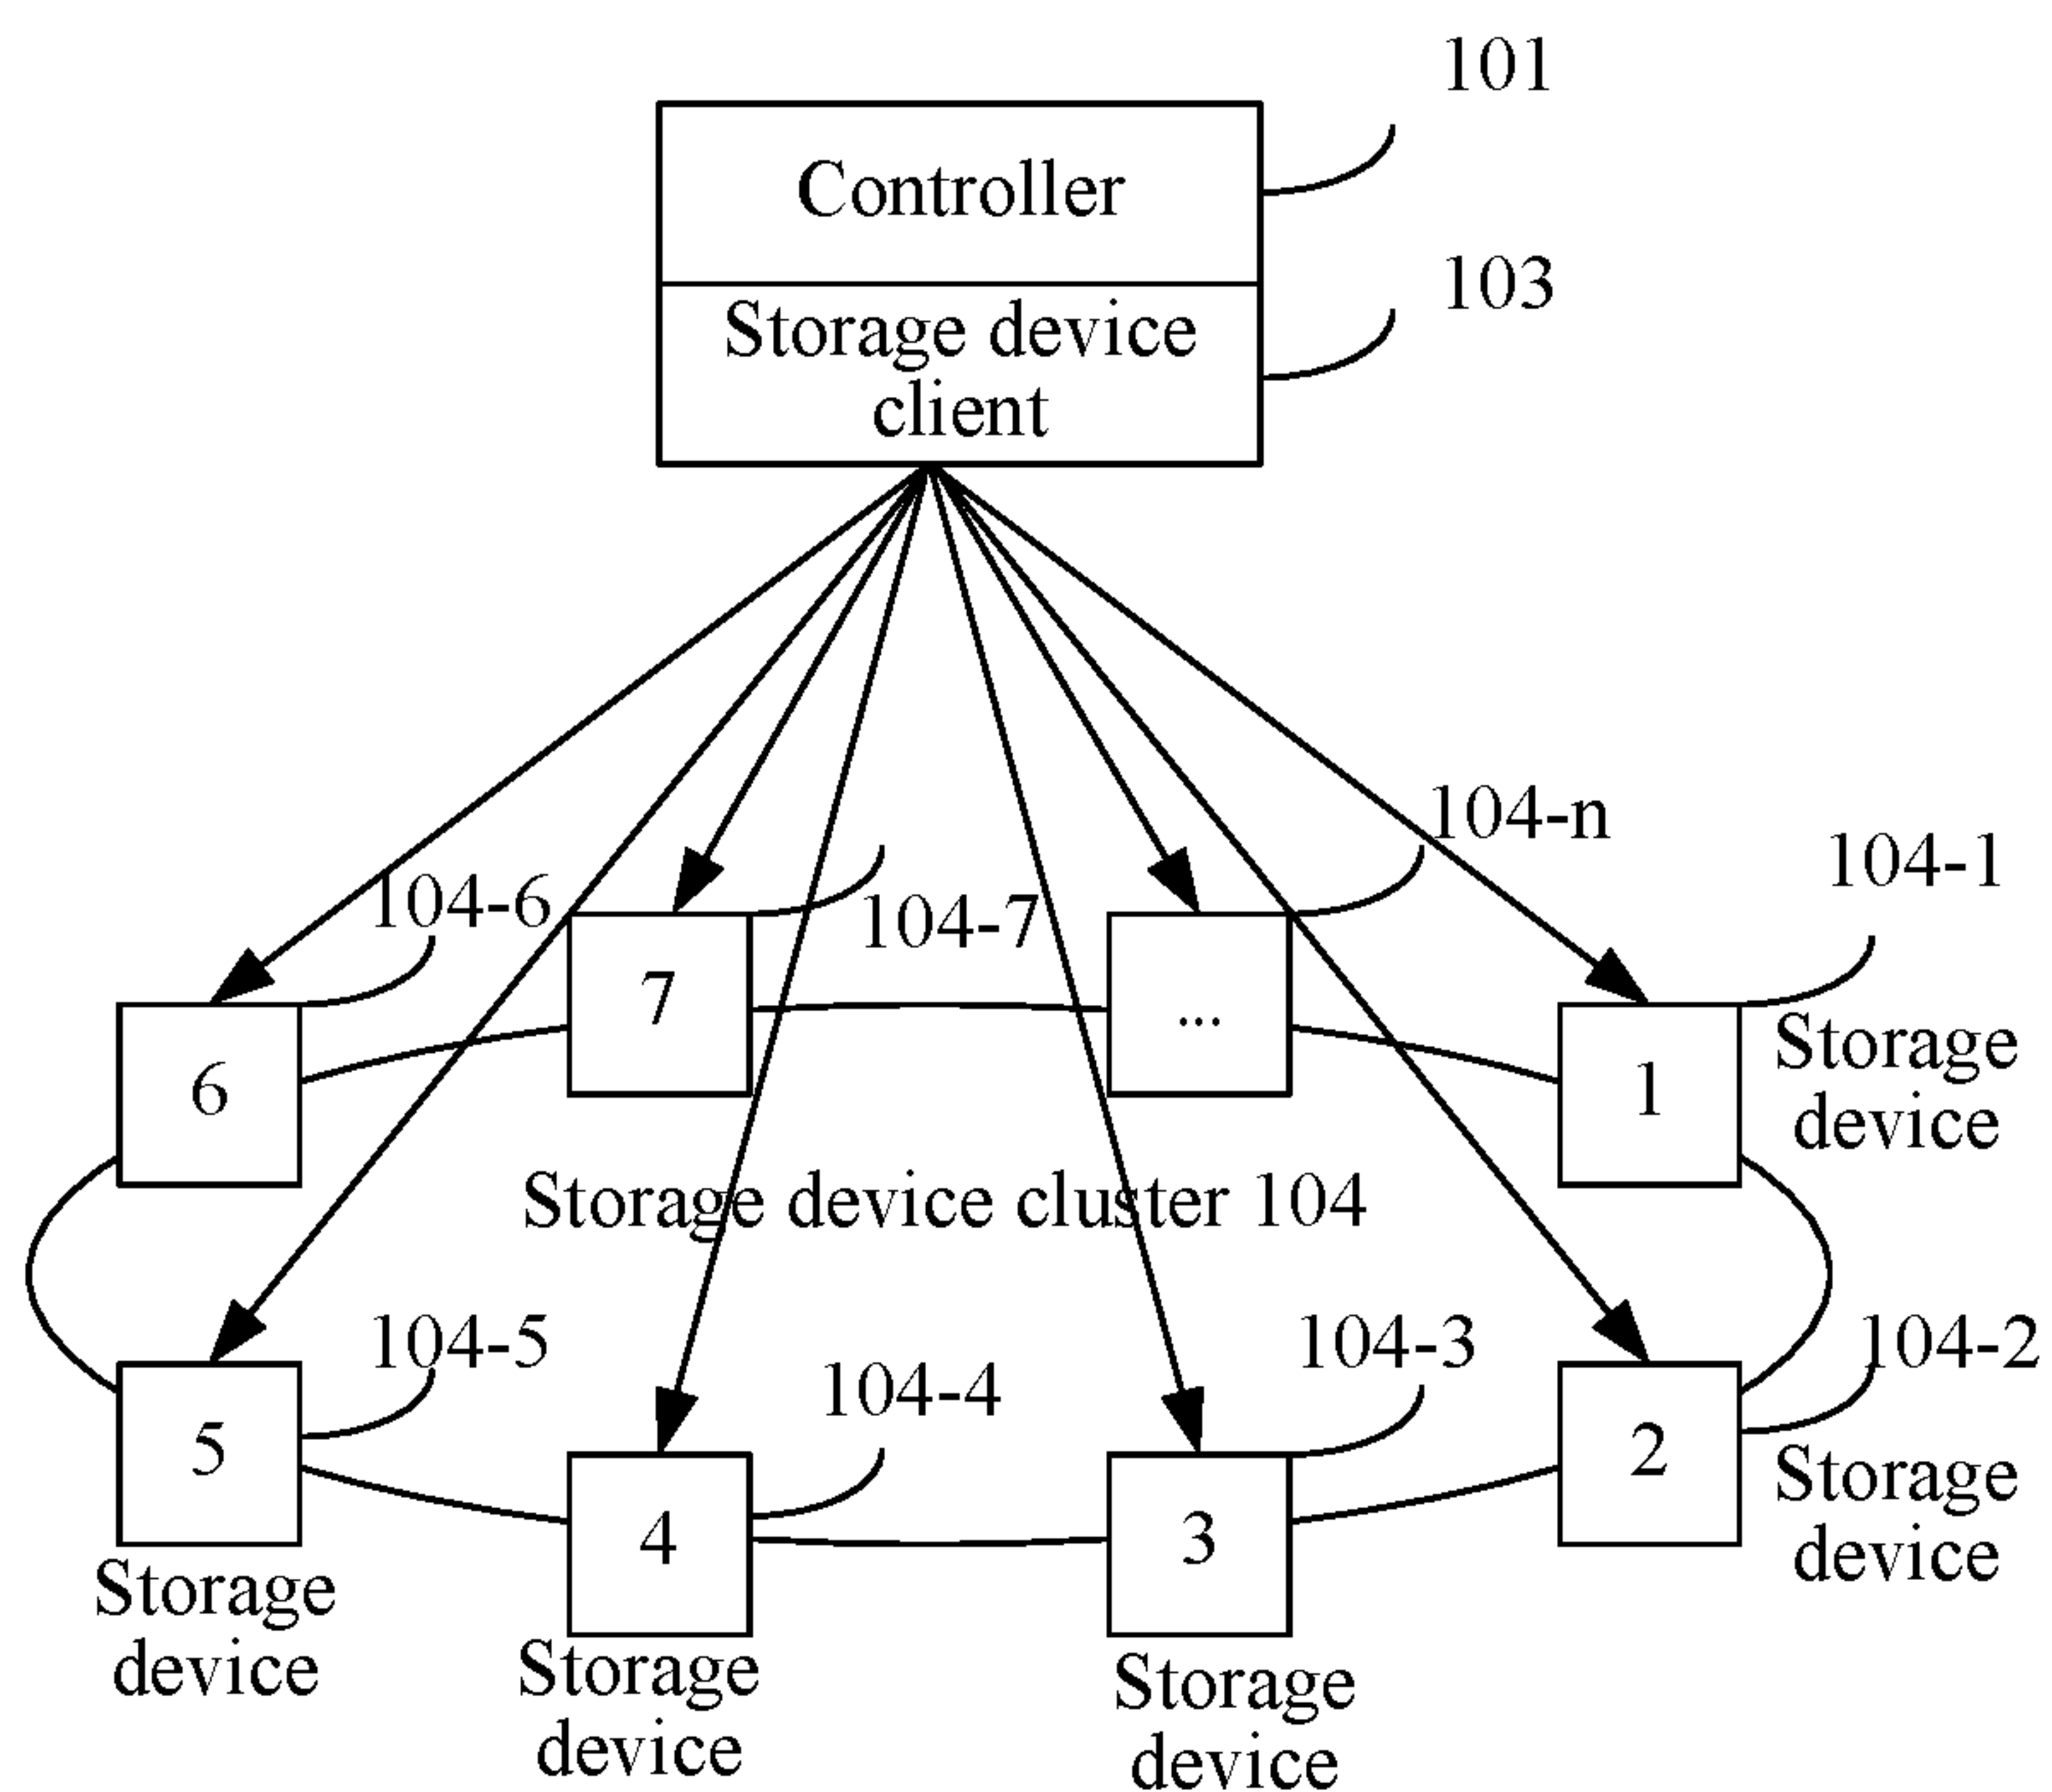 101
Controller
103
Storage device
client
104-n
104-1
104-6
104-7
7
...
6
1
Storage
device
Storage device cluster 104
104-5
104-4
104-3
104-2
5
4
3
2
Storage
device
Storage
device
Storage
device
Storage
device